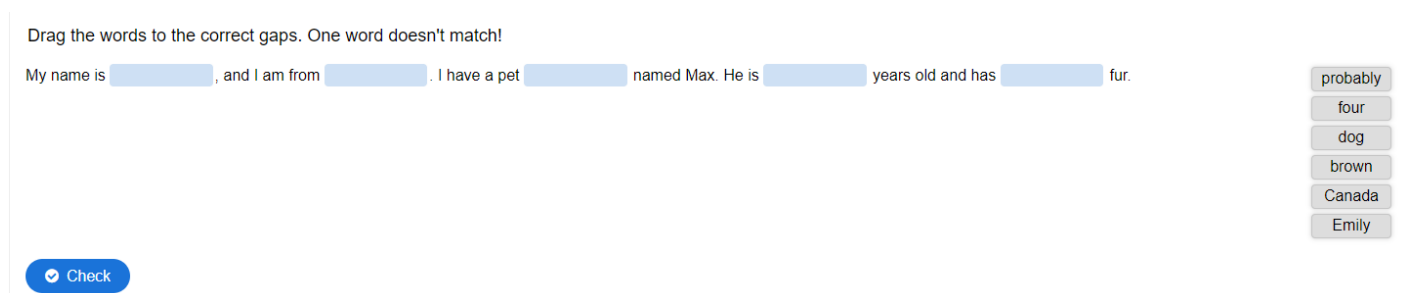 Drag the words to the correct gaps. One word doesn't match!
My name is , and I am from . I have a pet named Max. He is years old and has fur.
probably
four
dog
brown
Canada
Emily
Check